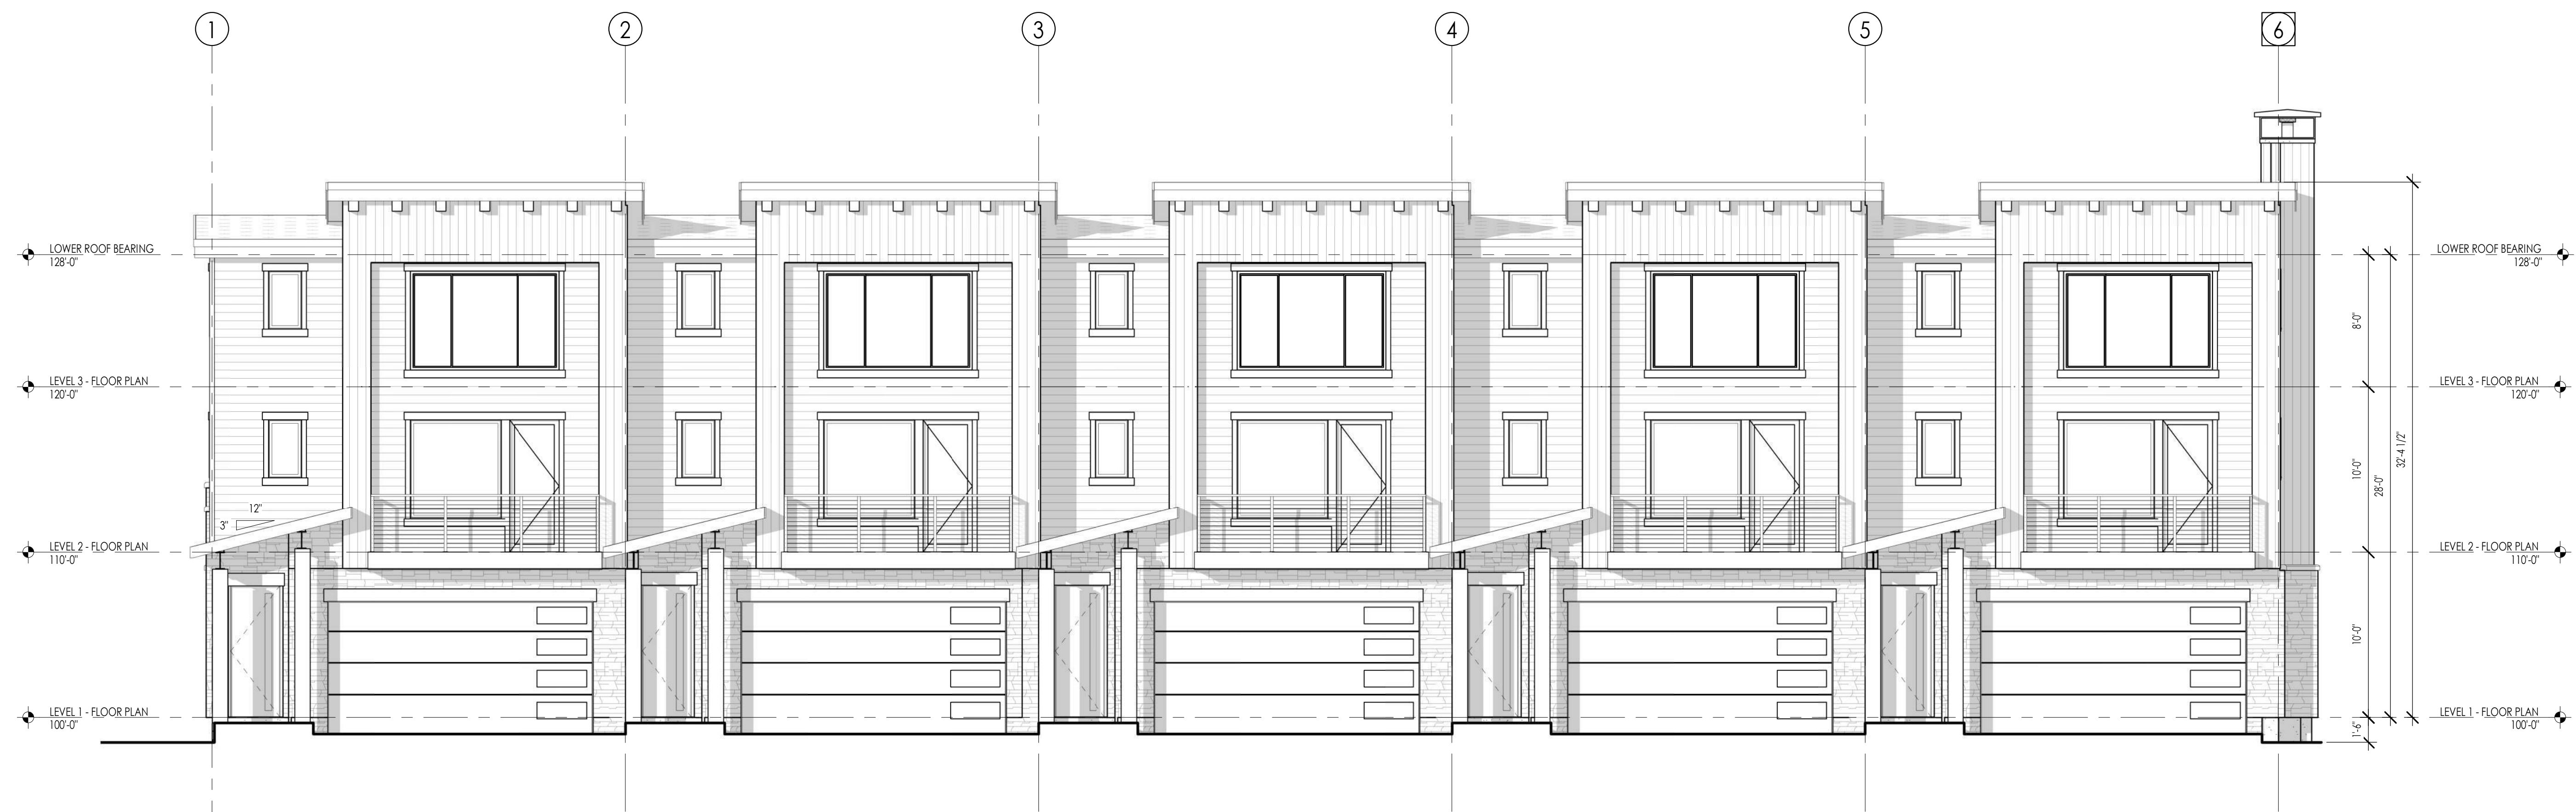 1
2
3
4
5
6
LOWER ROOF BEARING
128'-0"
LOWER ROOF BEARING
128'-0"
8'-0"
LEVEL 3 - FLOOR PLAN
120'-0"
LEVEL 3 - FLOOR PLAN
120'-0"
32'-4 1/2"
10'-0"
28'-0"
12"
3"
LEVEL 2 - FLOOR PLAN
110'-0"
LEVEL 2 - FLOOR PLAN
110'-0"
10'-0"
LEVEL 1 - FLOOR PLAN
100'-0"
LEVEL 1 - FLOOR PLAN
100'-0"
1'-6"